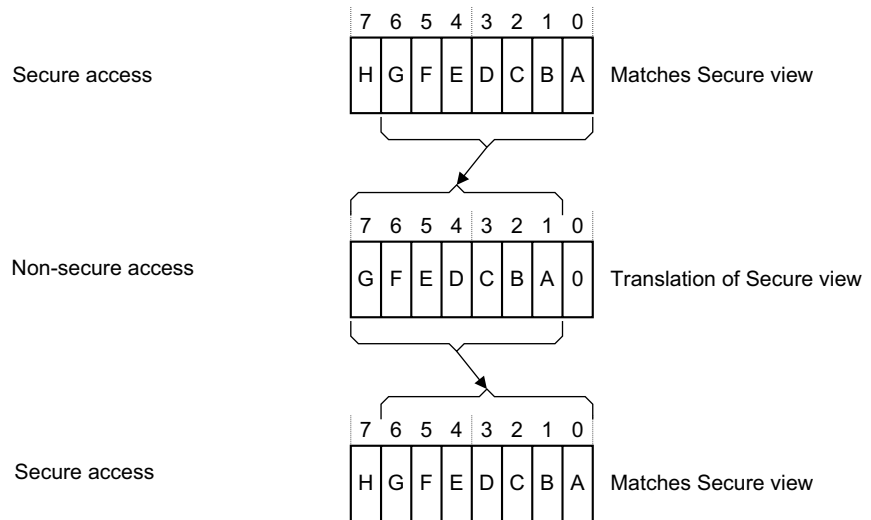 7 6 5 4 3 2 1 0
Secure access H G F E D C B A Matches Secure view
7 6 5 4 3 2 1 0
Non-secure access G F E D C B A 0 Translation of Secure view
7 6 5 4 3 2 1 0
Secure access H G F E D C B A Matches Secure view